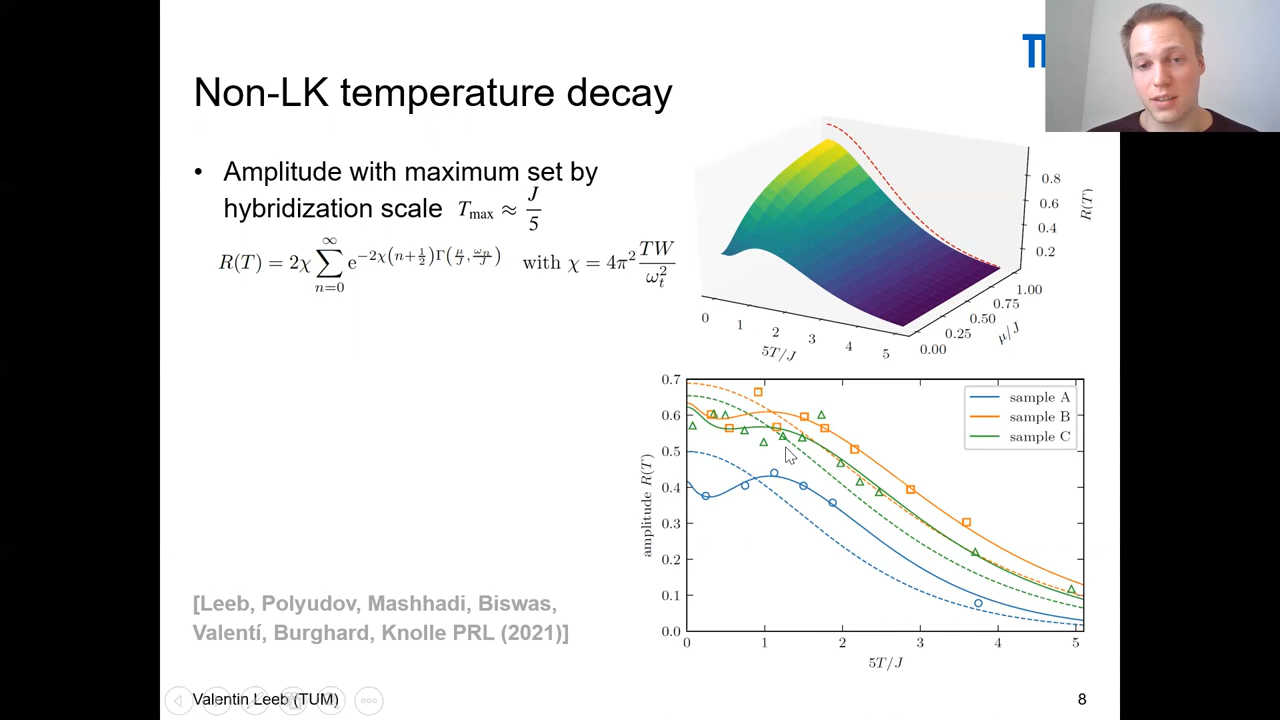 Non-LK temperature decay
• Amplitude with maximum set by
hybridization scale T_max ≈ J/5
R(T) = 2χ ∑_{n=0}^{∞} e^{-2χ(n+1/2)Γ(μ/J, ω_n/J)} with χ = 4π² TW/ω_t²
0.8
0.6
0.4
0.2
R(T)
0
1
2
3
4
5
5T/J
0.00
0.25
0.50
0.75
1.00
μ/J
0.7
0.6
0.5
0.4
0.3
0.2
0.1
0.0
amplitude R(T)
sample A
sample B
sample C
0 1 2 3 4 5
5T/J
[Leeb, Polyudov, Mashhadi, Biswas,
Valentí, Burghard, Knolle PRL (2021)]
Valentin Leeb (TUM)
8